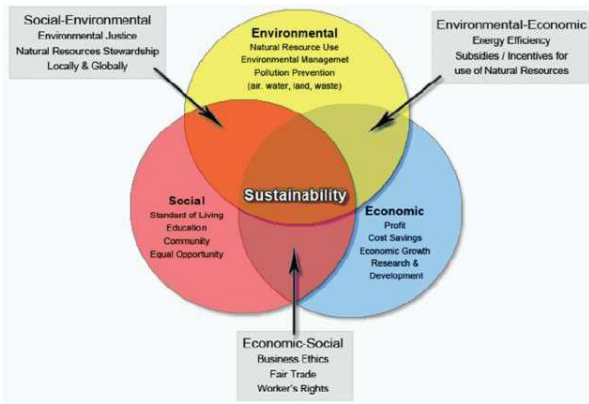 Social-Environmental
Environmental Justice
Natural Resources Stewardship
Locally & Globally
Environmental
Natural Resource Use
Environmental Managemet
Pollution Prevention
(air, water, land, waste)
Environmental-Economic
Energy Efficiency
Subsidies / Incentives for
use of Natural Resources
Sustainability
Social
Standard of Living
Education
Community
Equal Opportunity
Economic
Profit
Cost Savings
Economic Growth
Research &
Development
Economic-Social
Business Ethics
Fair Trade
Worker's Rights